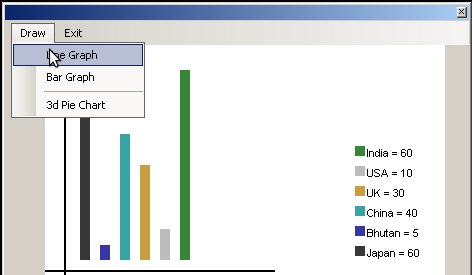 Draw Exit
Line Graph
Bar Graph
3d Pie Chart
India = 60
USA = 10
UK = 30
China = 40
Bhutan = 5
Japan = 60